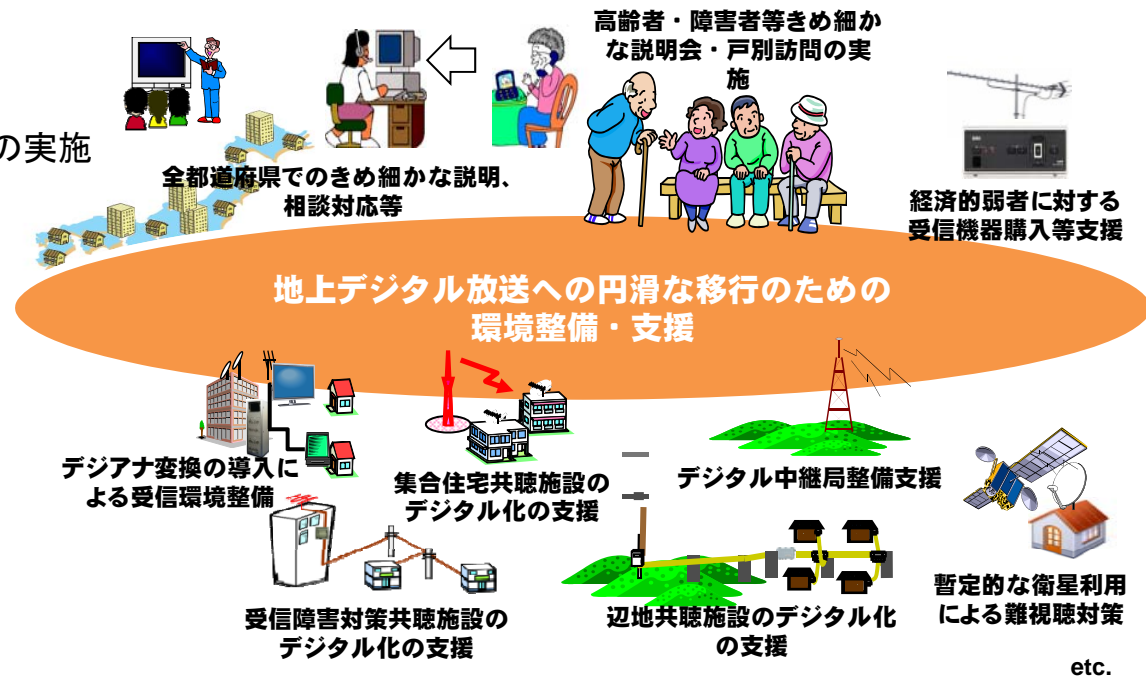 高齢者・障害者等きめ細か
な説明会・戸別訪問の実
施
の実施
全都道府県でのきめ細かな説明、
相談対応等
経済的弱者に対する
受信機器購入等支援
地上デジタル放送への円滑な移行のための
環境整備・支援
デジアナ変換の導入に
よる受信環境整備
集合住宅共聴施設の
デジタル化の支援
デジタル中継局整備支援
受信障害対策共聴施設の
デジタル化の支援
辺地共聴施設のデジタル化
の支援
暫定的な衛星利用
による難視聴対策
etc.